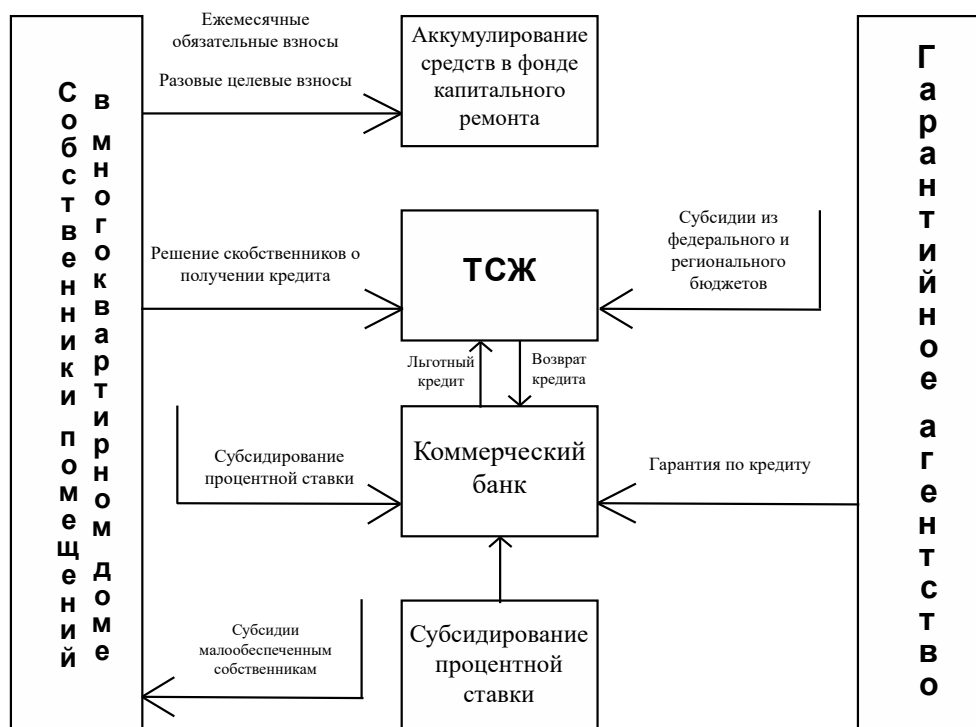 Собственники помещений
в многоквартирном доме
Ежемесячные
обязательные взносы
Разовые целевые взносы
Аккумулирование
средств в фонде
капитального
ремонта
Решение скобственников о
получении кредита
ТСЖ
Субсидии из
федерального и
регионального
бюджетов
Льготный
кредит
Возврат
кредита
Субсидирование
процентной ставки
Коммерческий
банк
Гарантия по кредиту
Субсидии
малообеспеченным
собственникам
Субсидирование
процентной
ставки
Гарантийное агентство